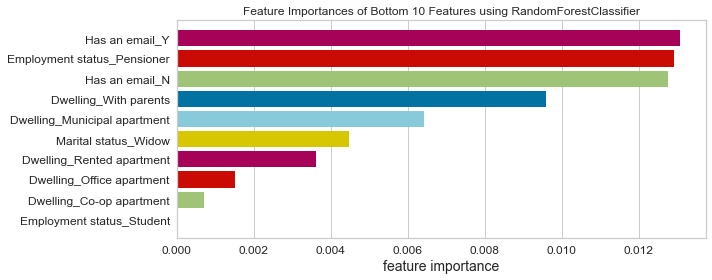 Feature Importances of Bottom 10 Features using RandomForestClassifier
Has an email_Y
Employment status_Pensioner
Has an email_N
Dwelling_With parents
Dwelling_Municipal apartment
Marital status_Widow
Dwelling_Rented apartment
Dwelling_Office apartment
Dwelling_Co-op apartment
Employment status_Student
0.000 0.002 0.004 0.006 0.008 0.010 0.012
feature importance